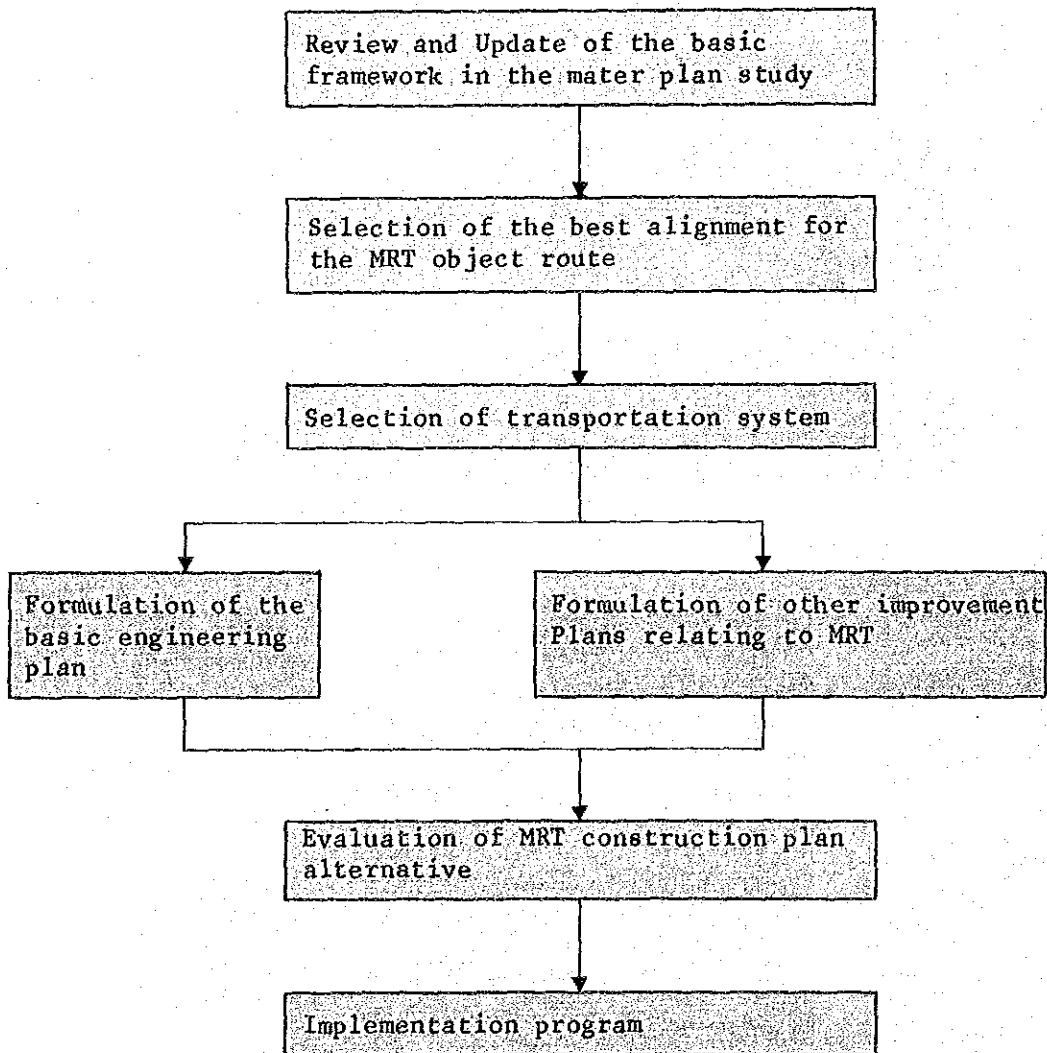 Review and Update of the basic
framework in the mater plan study
Selection of the best alignment for
the MRT object route
Selection of transportation system
Formulation of the
basic engineering
plan
Formulation of other improvement
Plans relating to MRT
Evaluation of MRT construction plan
alternative
Implementation program